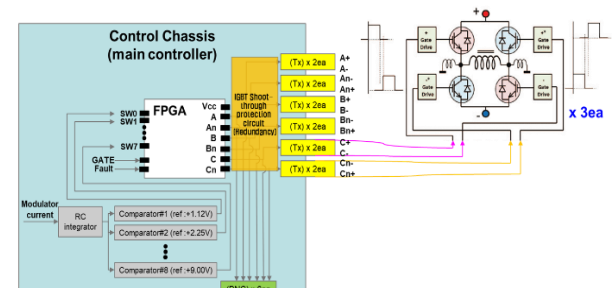 Control Chassis
(main controller)
FPGA
Vcc
A
An
B
Bn
C
Cn
SW0
SW1
SW7
GATE
Fault
IGBT Shoot-
through
protection
circuit
(Redundancy)
(Tx) x 2ea
(Tx) x 2ea
(Tx) x 2ea
(Tx) x 2ea
(Tx) x 2ea
(Tx) x 2ea
A+
A-
An-
An+
B+
B-
Bn-
Bn+
C+
C-
Cn-
Cn+
Modulator
current
RC
integrator
Comparator#1 (ref :+1.12V)
Comparator#2 (ref :+2.25V)
Comparator#8 (ref :+9.00V)
+
Gate
Drive
Gate
Drive
Gate
Drive
Gate
Drive
+
-
x 3ea